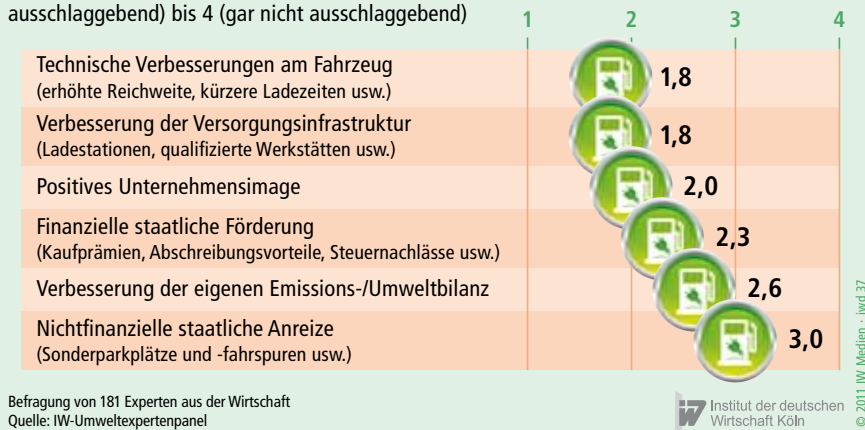 ausschlaggebend) bis 4 (gar nicht ausschlaggebend)
1 2 3 4
Technische Verbesserungen am Fahrzeug
(erhöhte Reichweite, kürzere Ladezeiten usw.)
1,8
Verbesserung der Versorgungsinfrastruktur
(Ladestationen, qualifizierte Werkstätten usw.)
1,8
Positives Unternehmensimage
2,0
Finanzielle staatliche Förderung
(Kaufprämien, Abschreibungsvorteile, Steuernachlässe usw.)
2,3
Verbesserung der eigenen Emissions-/Umweltbilanz
2,6
Nichtfinanzielle staatliche Anreize
(Sonderparkplätze und -fahrspuren usw.)
3,0
Befragung von 181 Experten aus der Wirtschaft
Quelle: IW-Umweltexpertenpanel
Institut der deutschen
Wirtschaft Köln
© 2011 IW Medien · iwd 37